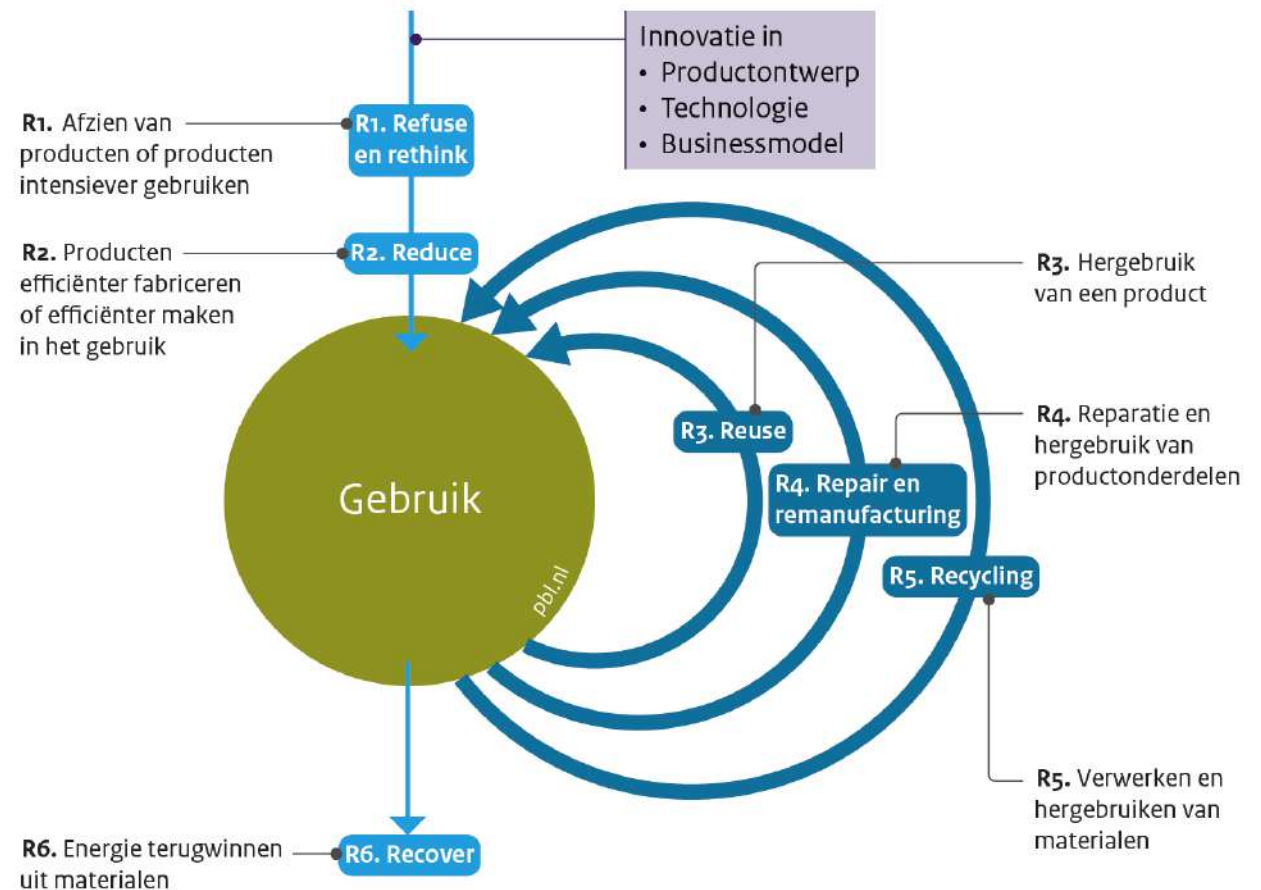 Innovatie in
• Productontwerp
• Technologie
• Businessmodel
R1. Afzien van
producten of producten
intensiever gebruiken
R1. Refuse
en rethink
R2. Producten
efficiënter fabriceren
of efficiënter maken
in het gebruik
R2. Reduce
R3. Hergebruik
van een product
R3. Reuse
R4. Reparatie en
hergebruik van
productonderdelen
R4. Repair en
remanufacturing
Gebruik
pbl.nl
R5. Recycling
R5. Verwerken en
hergebruiken van
materialen
R6. Energie terugwinnen
uit materialen
R6. Recover